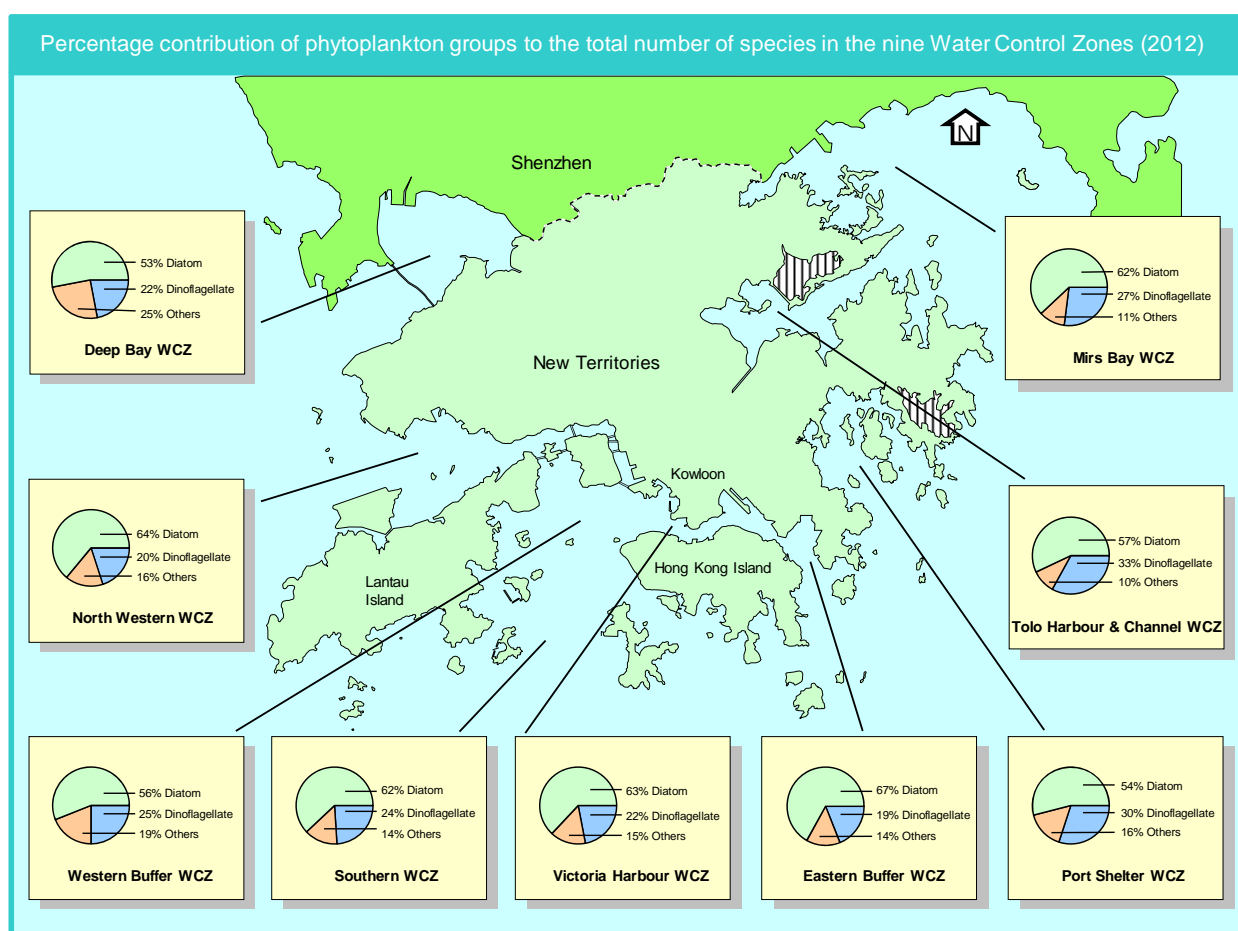 Percentage contribution of phytoplankton groups to the total number of species in the nine Water Control Zones (2012)
N
Shenzhen
53% Diatom
22% Dinoflagellate
25% Others
Deep Bay WCZ
62% Diatom
27% Dinoflagellate
11% Others
Mirs Bay WCZ
New Territories
Kowloon
64% Diatom
20% Dinoflagellate
16% Others
North Western WCZ
Lantau
Island
Hong Kong Island
57% Diatom
33% Dinoflagellate
10% Others
Tolo Harbour & Channel WCZ
56% Diatom
25% Dinoflagellate
19% Others
Western Buffer WCZ
62% Diatom
24% Dinoflagellate
14% Others
Southern WCZ
63% Diatom
22% Dinoflagellate
15% Others
Victoria Harbour WCZ
67% Diatom
19% Dinoflagellate
14% Others
Eastern Buffer WCZ
54% Diatom
30% Dinoflagellate
16% Others
Port Shelter WCZ